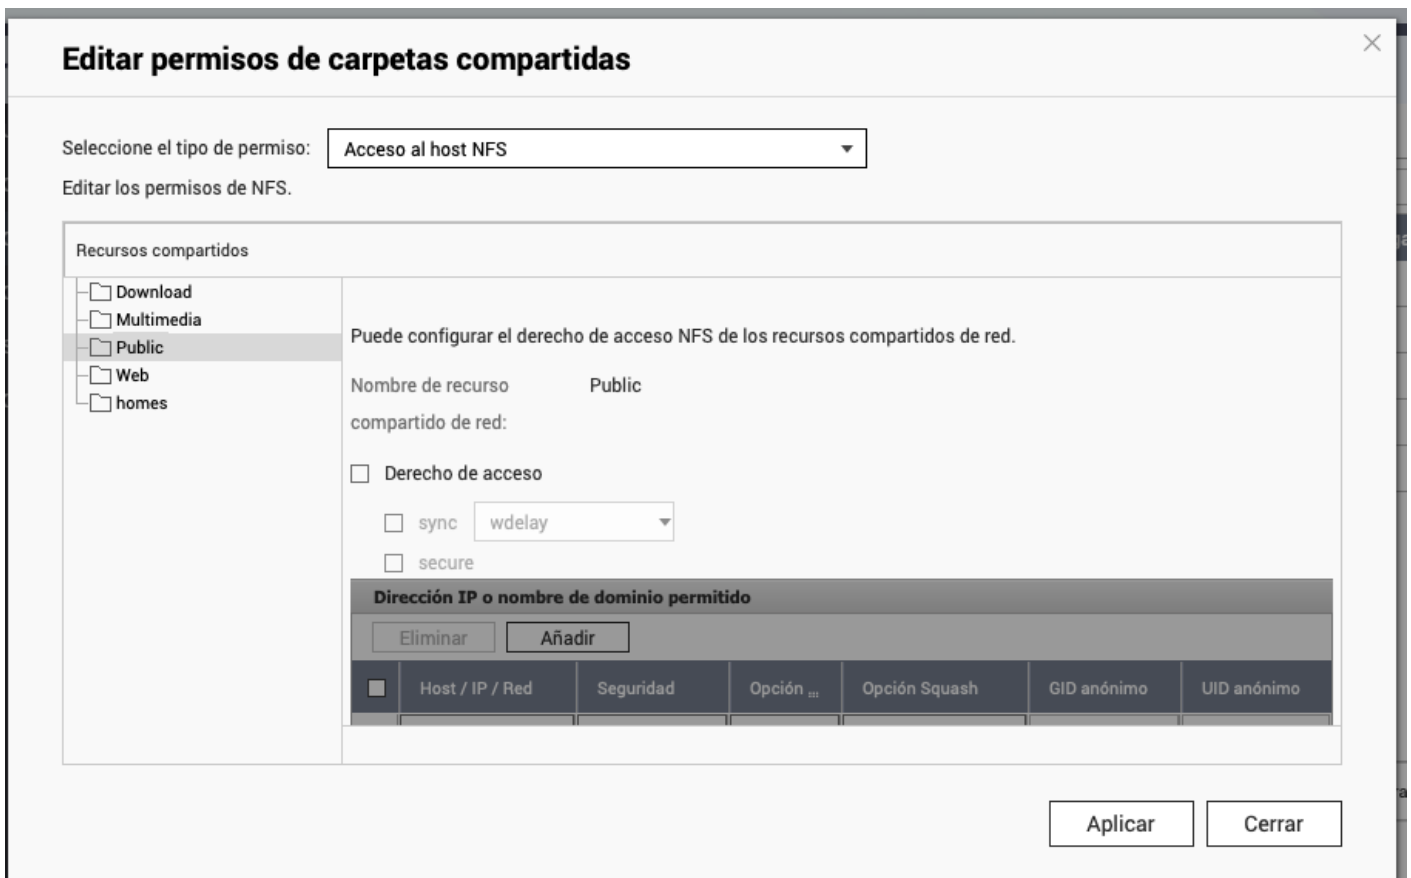 Editar permisos de carpetas compartidas
Seleccione el tipo de permiso: Acceso al host NFS
Editar los permisos de NFS.
Recursos compartidos
Download
Multimedia
Public
Web
homes
Puede configurar el derecho de acceso NFS de los recursos compartidos de red.
Nombre de recurso Public
compartido de red:
Derecho de acceso
sync wdelay
secure
Dirección IP o nombre de dominio permitido
Eliminar Añadir
Host / IP / Red Seguridad Opción ... Opción Squash GID anónimo UID anónimo
Aplicar Cerrar